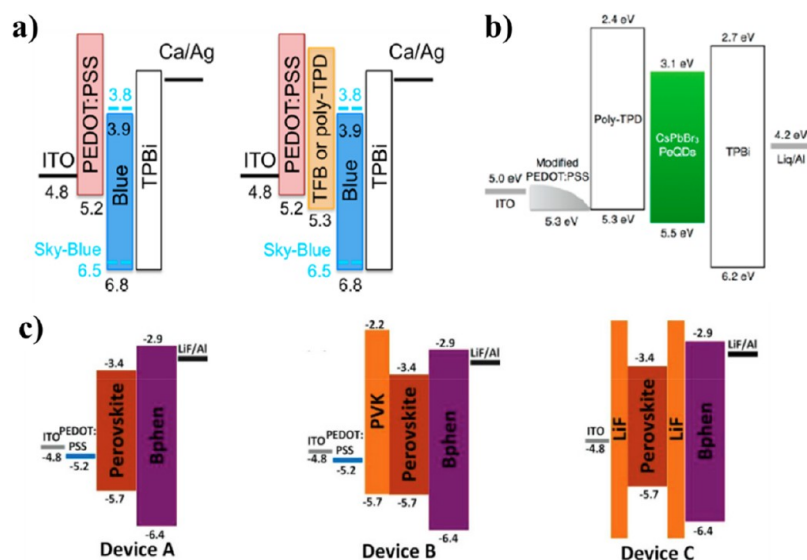 a)
ITO
4.8
PEDOT:PSS
5.2
3.8
3.9
Blue
Sky-Blue
6.5
6.8
TPBi
Ca/Ag
ITO
4.8
PEDOT:PSS
5.2
TFB or poly-TPD
5.3
3.8
3.9
Blue
Sky-Blue
6.5
6.8
TPBi
Ca/Ag
b)
5.0 eV
ITO
Modified
PEDOT:PSS
5.3 eV
2.4 eV
Poly-TPD
5.3 eV
3.1 eV
CsPbBr3
PeQDs
5.5 eV
2.7 eV
TPBi
6.2 eV
4.2 eV
Liq/Al
c)
ITO
-4.8
PEDOT:
PSS
-5.2
-3.4
Perovskite
-5.7
-2.9
Bphen
-6.4
LiF/Al
Device A
ITO
-4.8
PEDOT:
PSS
-5.2
-2.2
PVK
-5.7
-3.4
Perovskite
-5.7
-2.9
Bphen
-6.4
LiF/Al
Device B
ITO
-4.8
LiF
-3.4
Perovskite
-5.7
LiF
-2.9
Bphen
-6.4
LiF/Al
Device C